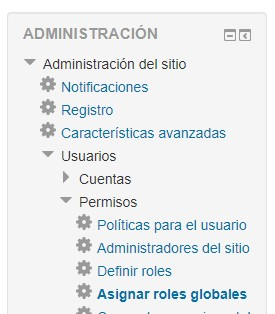 ADMINISTRACIÓN
Administración del sitio
Notificaciones
Registro
Características avanzadas
Usuarios
Cuentas
Permisos
Políticas para el usuario
Administradores del sitio
Definir roles
Asignar roles globales